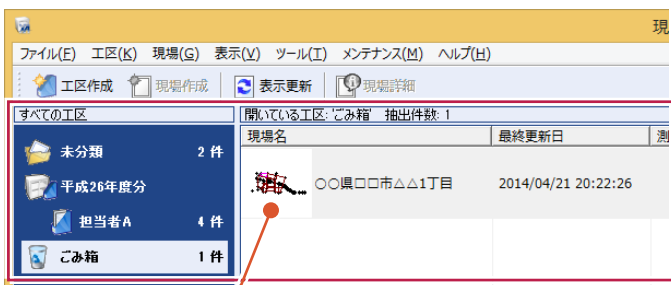 現
ファイル(F) 工区(K) 現場(G) 表示(V) ツール(T) メンテナンス(M) ヘルプ(H)
工区作成 現場作成 表示更新 現場詳細
すべての工区
未分類 2 件
平成26年度分
担当者A 4 件
ごみ箱 1 件
開いている工区:'ごみ箱' 抽出件数: 1
現場名 最終更新日 測
○○県□□市△△1丁目 2014/04/21 20:22:26